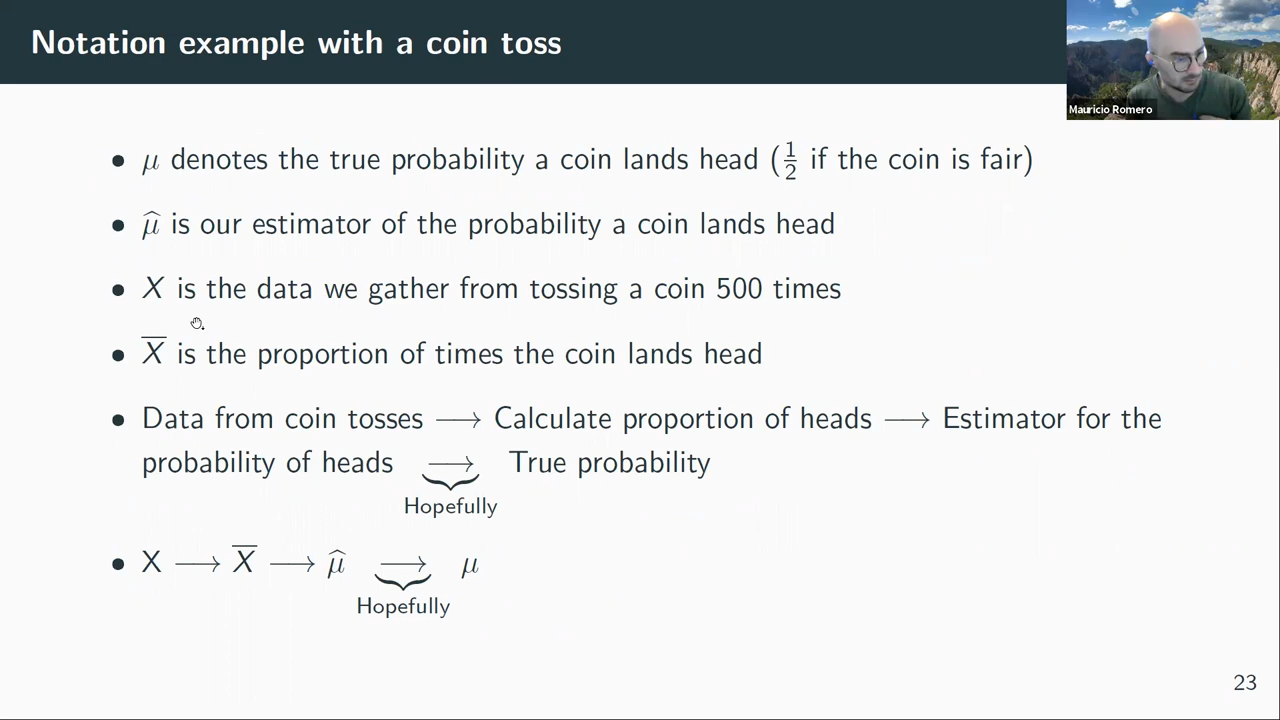 Notation example with a coin toss
Mauricio Romero
• μ denotes the true probability a coin lands head (1/2 if the coin is fair)
• μ̂ is our estimator of the probability a coin lands head
• X is the data we gather from tossing a coin 500 times
• X̅ is the proportion of times the coin lands head
• Data from coin tosses ⟶ Calculate proportion of heads ⟶ Estimator for the
probability of heads ⟶ True probability
Hopefully
• X ⟶ X̅ ⟶ μ̂ ⟶ μ
Hopefully
23